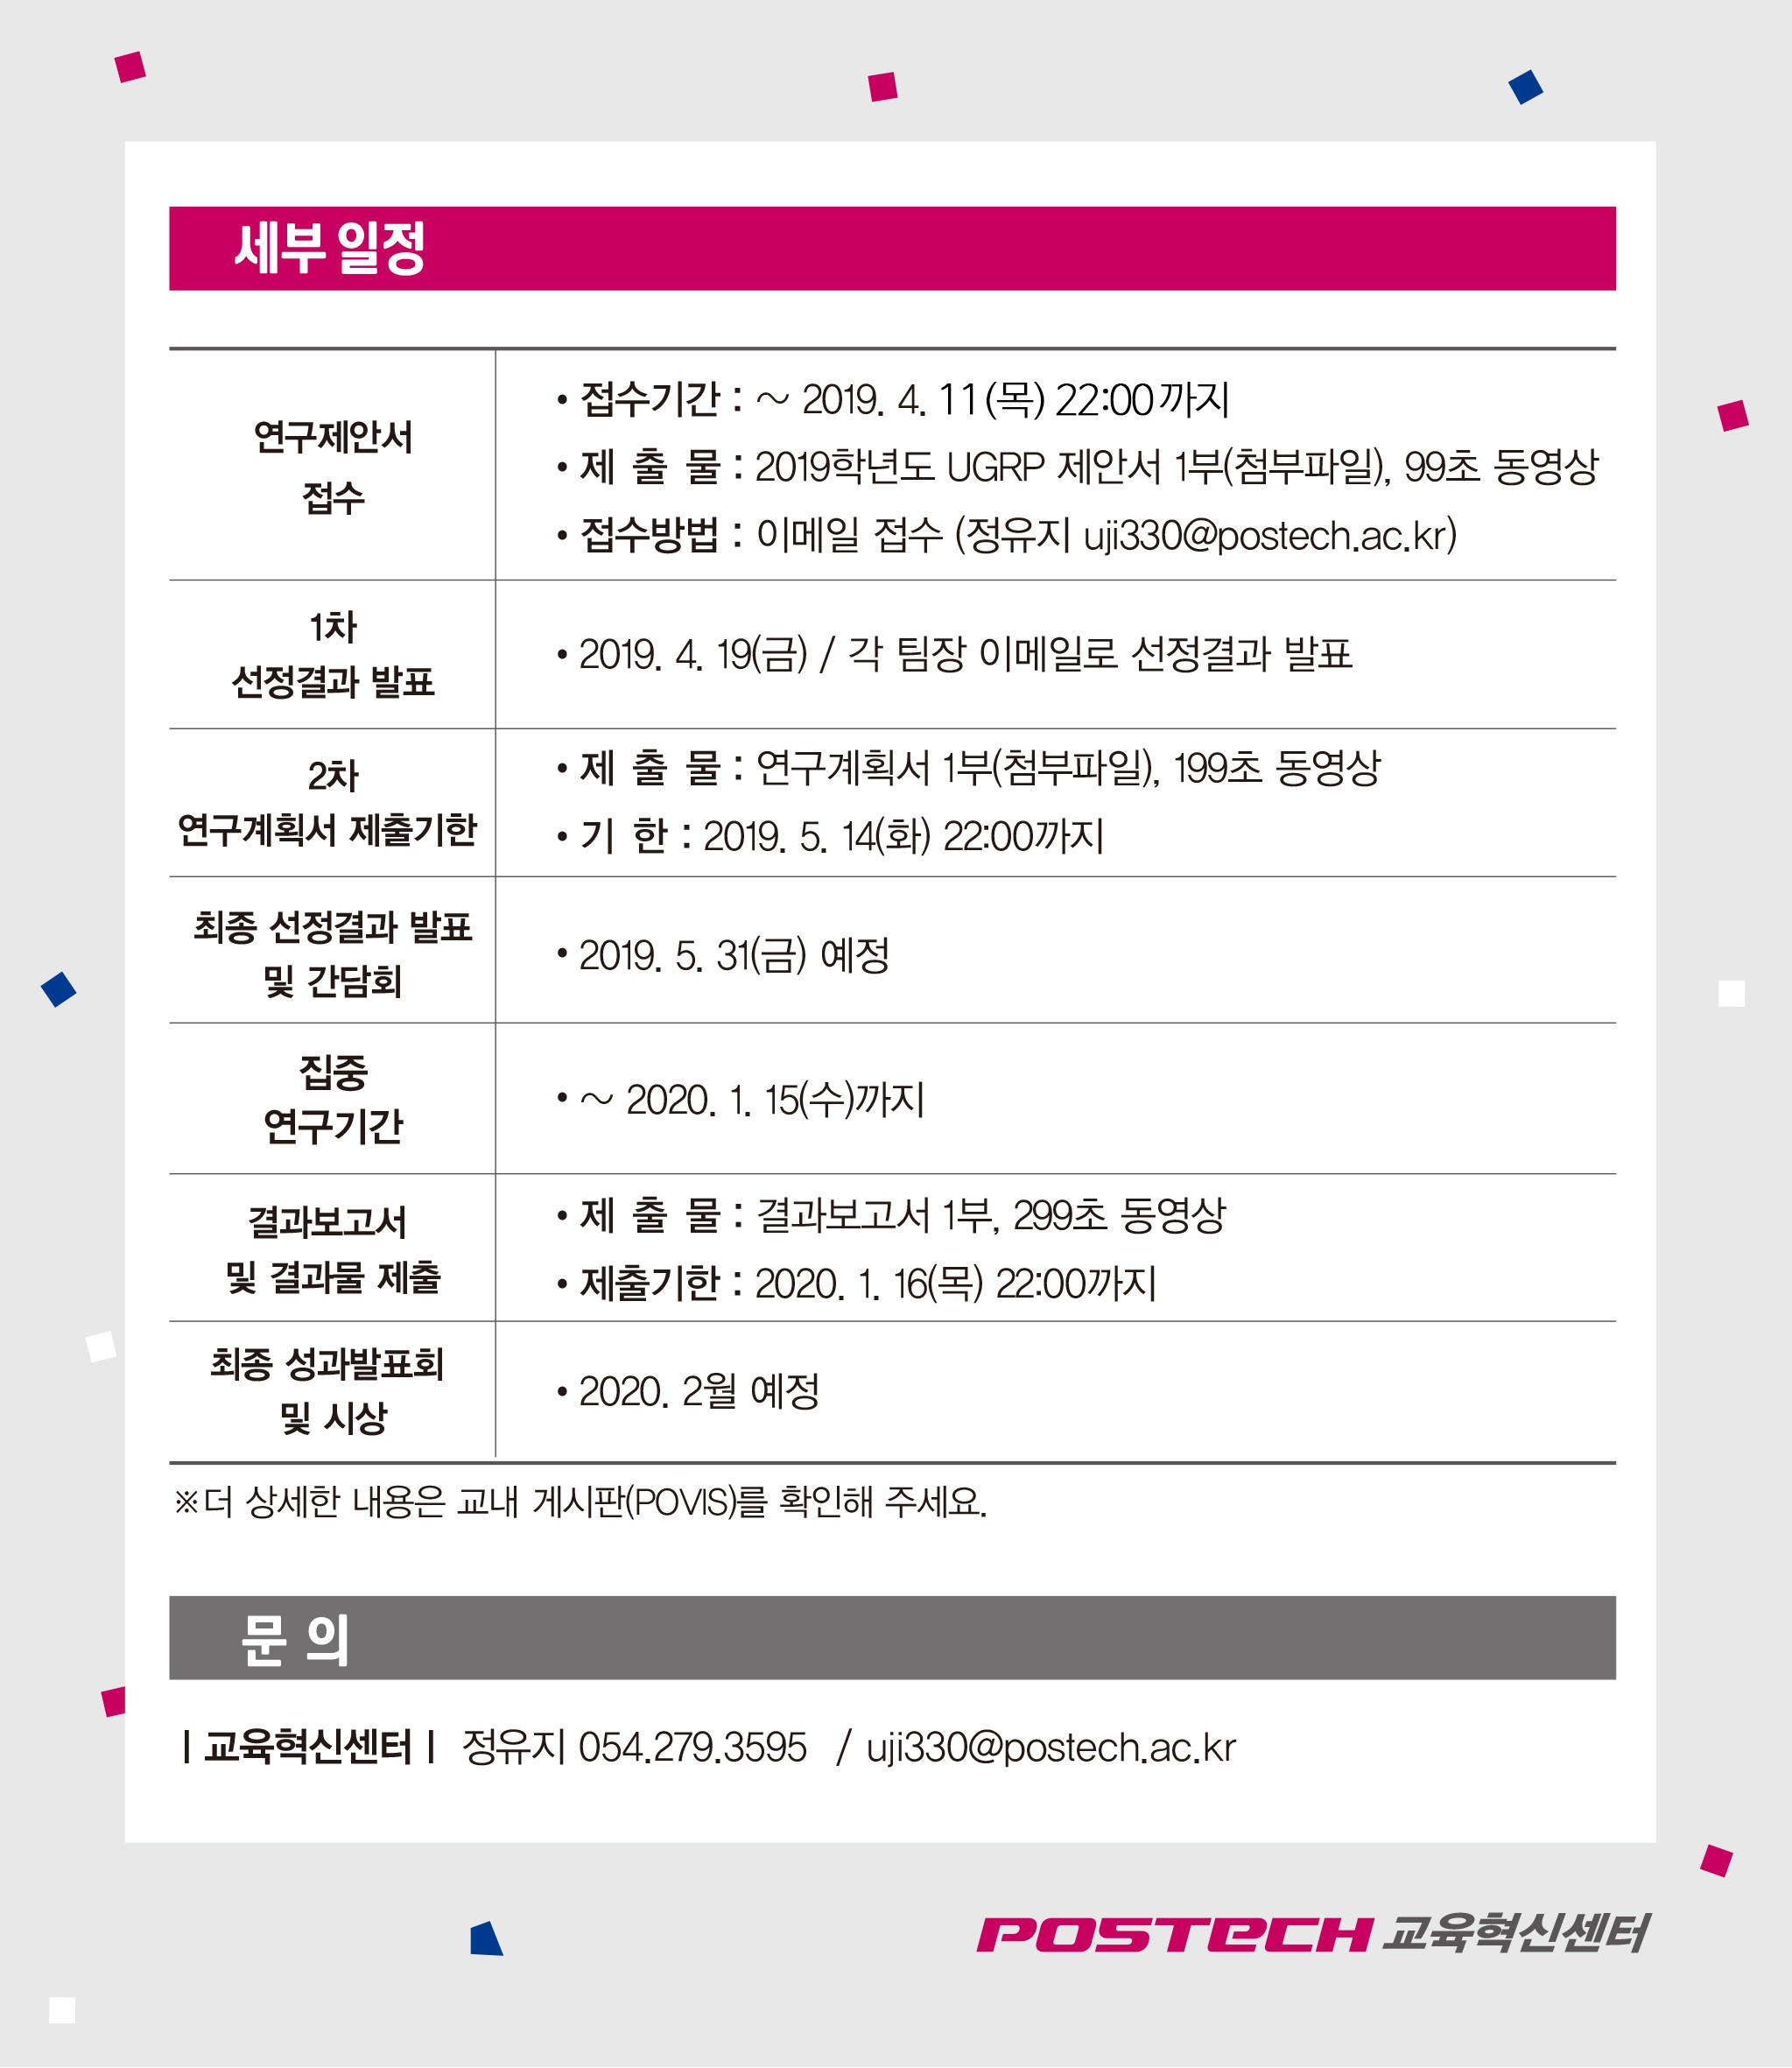 세부 일정
연구제안서
접수
• 접수기간 : ~ 2019. 4. 11(목) 22:00까지
• 제 출 물 : 2019학년도 UGRP 제안서 1부(첨부파일), 99초 동영상
• 접수방법 : 이메일 접수 (정유지 uji330@postech.ac.kr)
1차
선정결과 발표
• 2019. 4. 19(금) / 각 팀장 이메일로 선정결과 발표
2차
연구계획서 제출기한
• 제 출 물 : 연구계획서 1부(첨부파일), 199초 동영상
• 기 한 : 2019. 5. 14(화) 22:00까지
최종 선정결과 발표
및 간담회
• 2019. 5. 31(금) 예정
집중
연구기간
• ~ 2020. 1. 15(수)까지
결과보고서
및 결과물 제출
• 제 출 물 : 결과보고서 1부, 299초 동영상
• 제출기한 : 2020. 1. 16(목) 22:00까지
최종 성과발표회
및 시상
• 2020. 2월 예정
※더 상세한 내용은 교내 게시판(POVIS)를 확인해 주세요.
문 의
| 교육혁신센터 | 정유지 054.279.3595 / uji330@postech.ac.kr
POSTECH 교육혁신센터